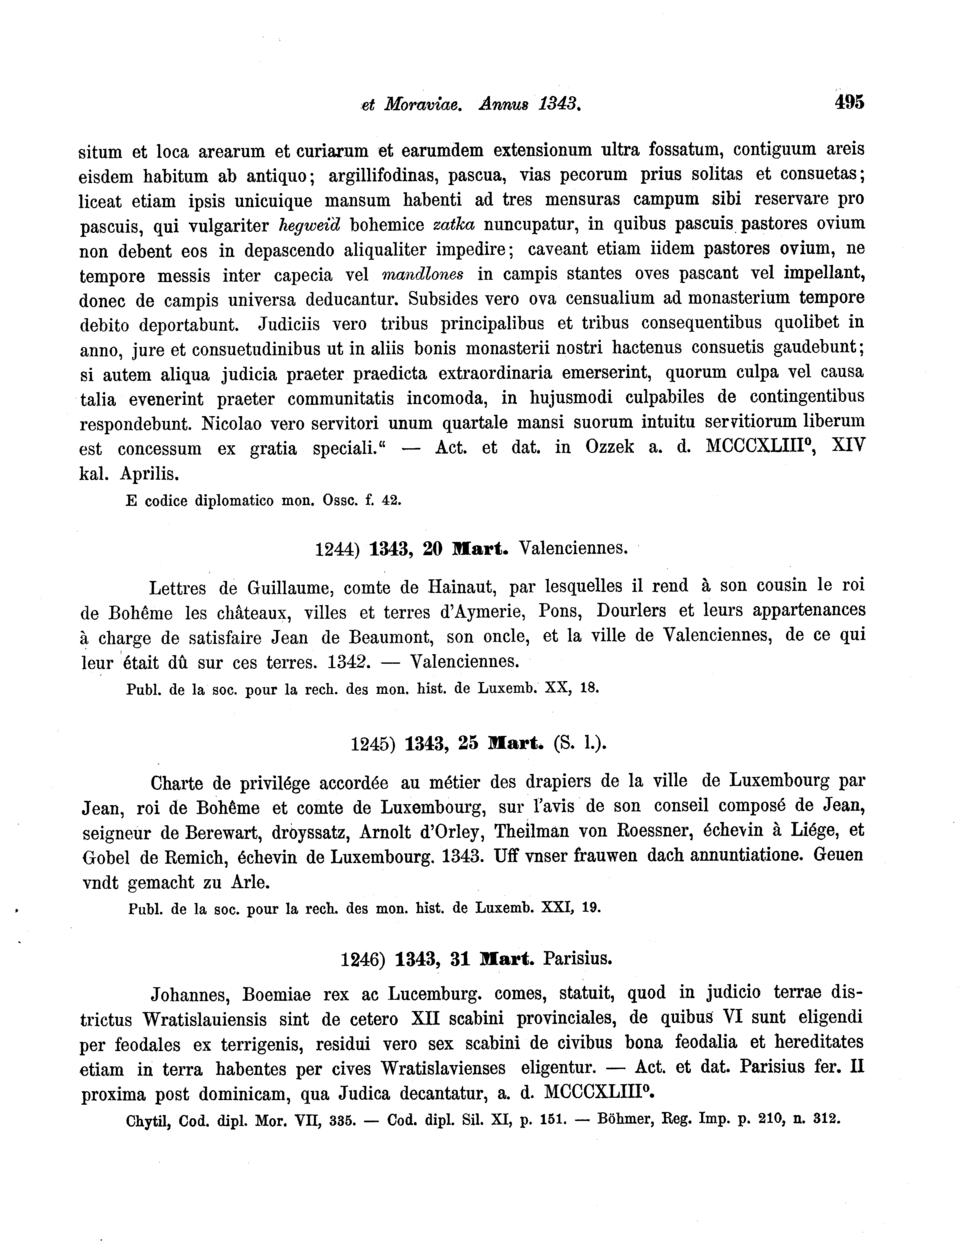 et Moraviae. Annus 1343. 495
situm et loca arearum et curiarum et earumdem extensionum ultra fossatum, contiguum areis
eisdem habitum ab antiquo; argillifodinas, pascua, vias pecorum prius solitas et consuetas;
liceat etiam ipsis unicuique mansum habenti ad tres mensuras campum sibi reservare pro
pascuis, qui vulgariter hegweid bohemice zatka nuncupatur, in quibus pascuis pastores ovium
non debent eos in depascendo aliqualiter impedire; caveant etiam iidem pastores ovium, ne
tempore messis inter capecia vel mandlones in campis stantes oves pascant vel impellant,
donec de campis universa deducantur. Subsides vero ova censualium ad monasterium tempore
debito deportabunt. Judiciis vero tribus principalibus et tribus consequentibus quolibet in
anno, jure et consuetudinibus ut in aliis bonis monasterii nostri hactenus consuetis gaudebunt;
si autem aliqua judicia praeter praedicta extraordinaria emerserint, quorum culpa vel causa
talia evenerint praeter communitatis incomoda, in hujusmodi culpabiles de contingentibus
respondebunt. Nicolao vero servitori unum quartale mansi suorum intuitu servitiorum liberum
est concessum ex gratia speciali.“ — Act. et dat. in Ozzek a. d. MCCCXLIII⁰, XIV
kal. Aprilis.
E codice diplomatico mon. Ossc. f. 42.
1244) 1343, 20 Mart. Valenciennes.
Lettres de Guillaume, comte de Hainaut, par lesquelles il rend à son cousin le roi
de Bohême les châteaux, villes et terres d'Aymerie, Pons, Dourlers et leurs appartenances
à charge de satisfaire Jean de Beaumont, son oncle, et la ville de Valenciennes, de ce qui
leur était dû sur ces terres. 1342. — Valenciennes.
Publ. de la soc. pour la rech. des mon. hist. de Luxemb. XX, 18.
1245) 1343, 25 Mart. (S. l.).
Charte de privilége accordée au métier des drapiers de la ville de Luxembourg par
Jean, roi de Bohême et comte de Luxembourg, sur l'avis de son conseil composé de Jean,
seigneur de Berewart, droyssatz, Arnolt d'Orley, Theilman von Roessner, échevin à Liége, et
Gobel de Remich, échevin de Luxembourg. 1343. Uff vnser frauwen dach annuntiatione. Geuen
vndt gemacht zu Arle.
Publ. de la soc. pour la rech. des mon. hist. de Luxemb. XXI, 19.
1246) 1343, 31 Mart. Parisius.
Johannes, Boemiae rex ac Lucemburg. comes, statuit, quod in judicio terrae dis-
trictus Wratislauiensis sint de cetero XII scabini provinciales, de quibus VI sunt eligendi
per feodales ex terrigenis, residui vero sex scabini de civibus bona feodalia et hereditates
etiam in terra habentes per cives Wratislavienses eligentur. — Act. et dat. Parisius fer. II
proxima post dominicam, qua Judica decantatur, a. d. MCCCXLIII⁰.
Chytil, Cod. dipl. Mor. VII, 335. — Cod. dipl. Sil. XI, p. 151. — Böhmer, Reg. Imp. p. 210, n. 312.